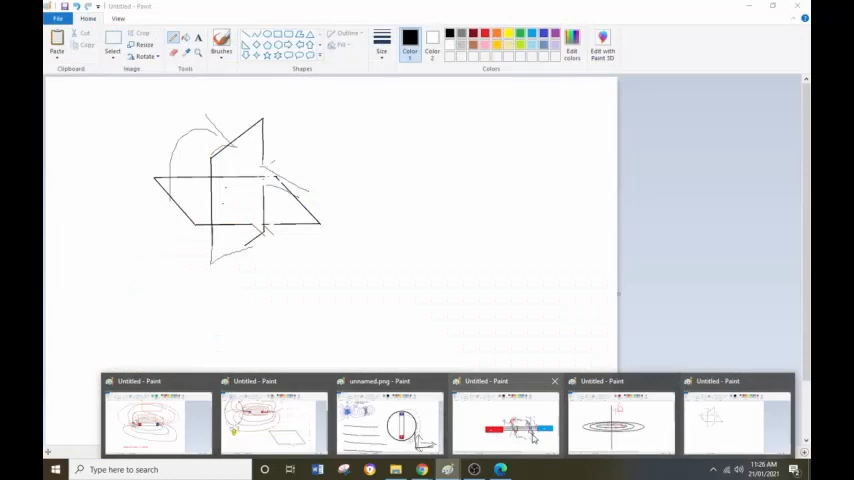 Untitled - Paint
File
Home
View
Paste
Cut
Copy
Clipboard
Select
Crop
Resize
Rotate
Image
Tools
Brushes
Shapes
Outline
Fill
Size
Color
1
Color
2
Edit
colors
Edit with
Paint 3D
Colors
Untitled - Paint
Untitled - Paint
unnamed.png - Paint
Untitled - Paint
Untitled - Paint
Untitled - Paint
Type here to search
11:26 AM
21/01/2021